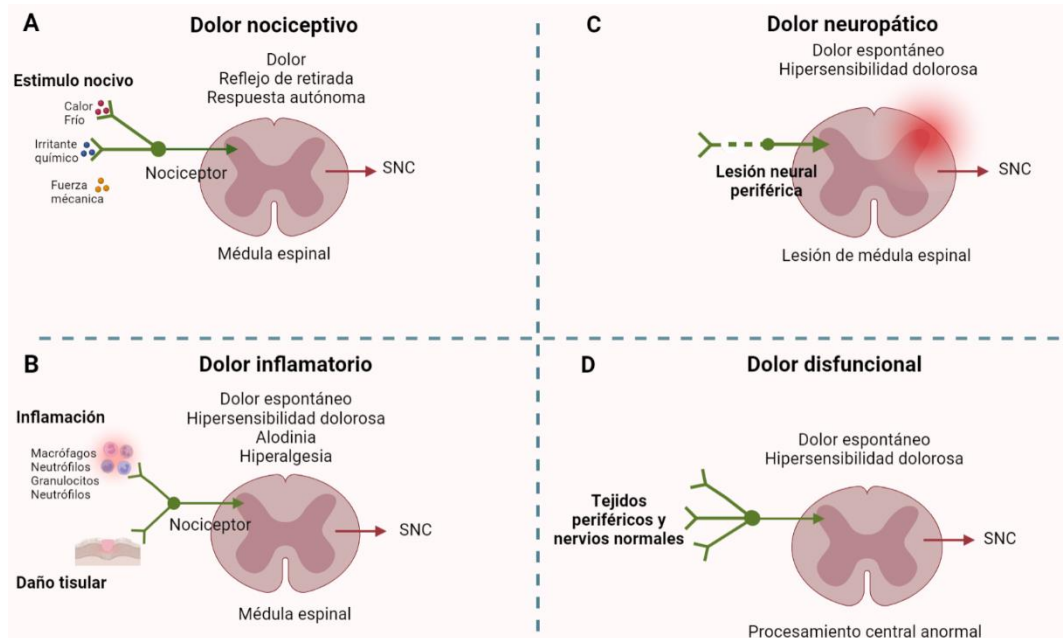 A
Dolor nociceptivo
Dolor
Reflejo de retirada
Respuesta autónoma
Estimulo nocivo
Calor
Frío
Irritante
químico
Fuerza
mécanica
Nociceptor
SNC
Médula espinal
C
Dolor neuropático
Dolor espontáneo
Hipersensibilidad dolorosa
Lesión neural
periférica
SNC
Lesión de médula espinal
B
Dolor inflamatorio
Dolor espontáneo
Hipersensibilidad dolorosa
Alodinia
Hiperalgesia
Inflamación
Macrófagos
Neutrófilos
Granulocitos
Neutrófilos
Nociceptor
SNC
Daño tisular
Médula espinal
D
Dolor disfuncional
Dolor espontáneo
Hipersensibilidad dolorosa
Tejidos
periféricos y
nervios normales
SNC
Procesamiento central anormal